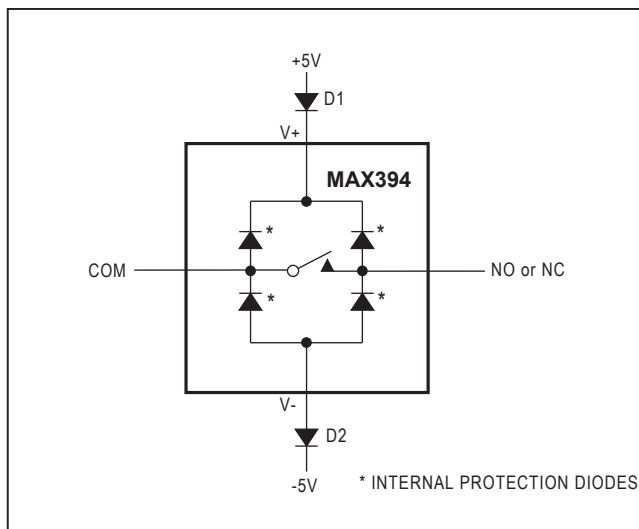 +5V
D1
V+
MAX394
*
*
COM
NO or NC
*
*
V-
D2
-5V
* INTERNAL PROTECTION DIODES